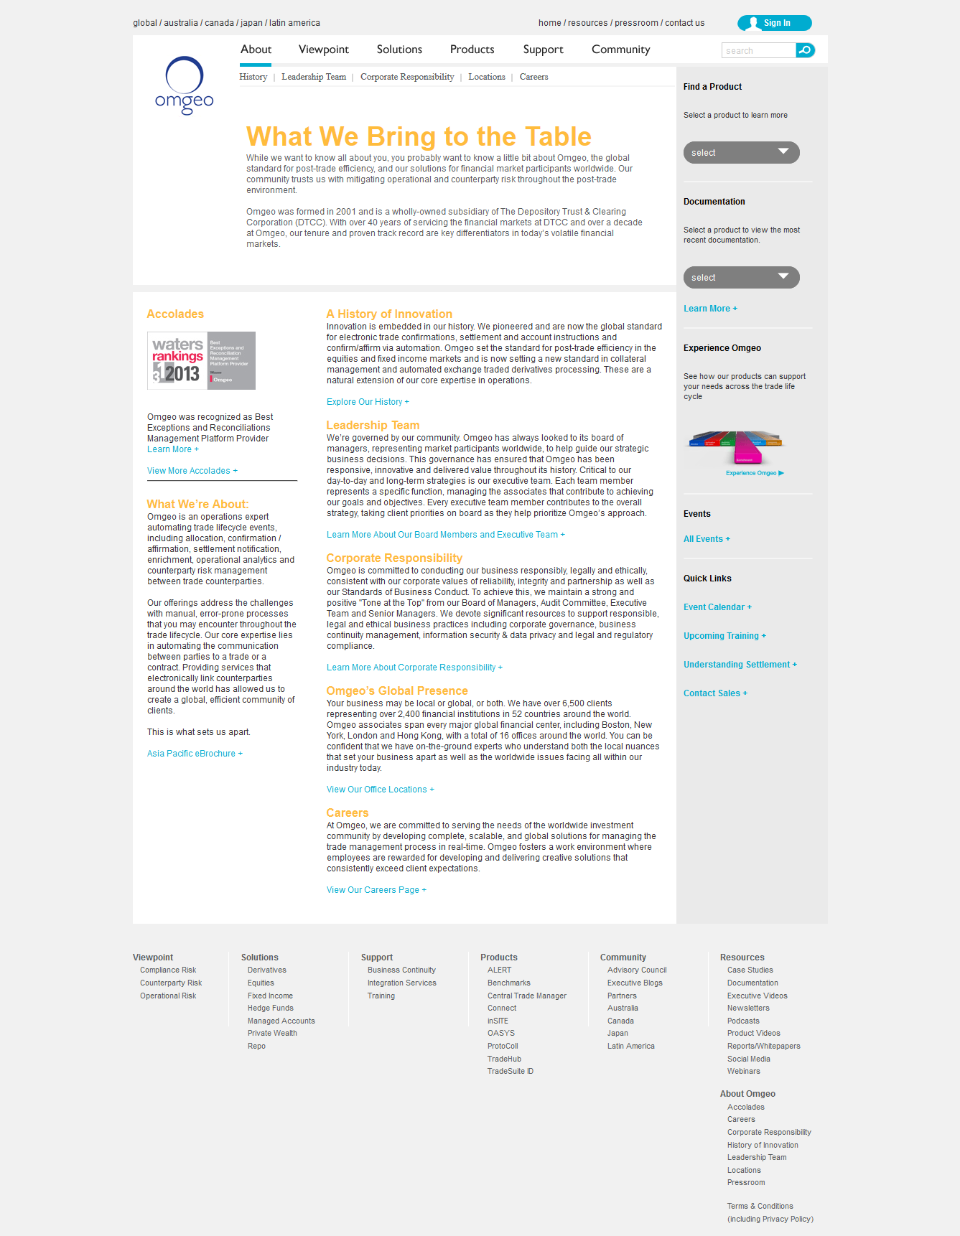 global / australia / canada / japan / latin america
home / resources / pressroom / contact us
Sign In
omgeo
About Viewpoint Solutions Products Support Community
search
History | Leadership Team | Corporate Responsibility | Locations | Careers
What We Bring to the Table
While we want to know all about you, you probably want to know a little bit about Omgeo, the global
standard for post-trade efficiency, and our solutions for financial market participants worldwide. Our
community trusts us with mitigating operational and counterparty risk throughout the post-trade
environment.
Omgeo was formed in 2001 and is a wholly-owned subsidiary of The Depository Trust & Clearing
Corporation (DTCC). With over 40 years of servicing the financial markets at DTCC and over a decade
at Omgeo, our tenure and proven track record are key differentiators in today's volatile financial
markets.
Find a Product
Select a product to learn more
select
Documentation
Select a product to view the most
recent documentation.
select
Learn More +
Experience Omgeo
See how our products can support
your needs across the trade life
cycle
Experience Omgeo
Events
All Events +
Quick Links
Event Calendar +
Upcoming Training +
Understanding Settlement +
Contact Sales +
Accolades
waters
rankings
2013
Best
Exceptions and
Reconciliation
Management
Platform Provider
Omgeo
Omgeo was recognized as Best
Exceptions and Reconciliations
Management Platform Provider
Learn More +
View More Accolades +
What We're About:
Omgeo is an operations expert
automating trade lifecycle events,
including allocation, confirmation /
affirmation, settlement notification,
enrichment, operational analytics and
counterparty risk management
between trade counterparties.
Our offerings address the challenges
with manual, error-prone processes
that you may encounter throughout the
trade lifecycle. Our core expertise lies
in automating the communication
between parties to a trade or a
contract. Providing services that
electronically link counterparties
around the world has allowed us to
create a global, efficient community of
clients.
This is what sets us apart.
Asia Pacific eBrochure +
A History of Innovation
Innovation is embedded in our history. We pioneered and are now the global standard
for electronic trade confirmations, settlement and account instructions and
confirm/affirm via automation. Omgeo set the standard for post-trade efficiency in the
equities and fixed income markets and is now setting a new standard in collateral
management and automated exchange traded derivatives processing. These are a
natural extension of our core expertise in operations.
Explore Our History +
Leadership Team
We're governed by our community. Omgeo has always looked to its board of
managers, representing market participants worldwide, to help guide our strategic
business decisions. This governance has ensured that Omgeo has been
responsive, innovative and delivered value throughout its history. Critical to our
day-to-day and long-term strategies is our executive team. Each team member
represents a specific function, managing the associates that contribute to achieving
our goals and objectives. Every executive team member contributes to the overall
strategy, taking client priorities on board as they help prioritize Omgeo's approach.
Learn More About Our Board Members and Executive Team +
Corporate Responsibility
Omgeo is committed to conducting our business responsibly, legally and ethically,
consistent with our corporate values of reliability, integrity and partnership as well as
our Standards of Business Conduct. To achieve this, we maintain a strong and
positive "Tone at the Top" from our Board of Managers, Audit Committee, Executive
Team and Senior Managers. We devote significant resources to support responsible,
legal and ethical business practices including corporate governance, business
continuity management, information security & data privacy and legal and regulatory
compliance.
Learn More About Corporate Responsibility +
Omgeo's Global Presence
Your business may be local or global, or both. We have over 6,500 clients
representing over 2,400 financial institutions in 52 countries around the world.
Omgeo associates span every major global financial center, including Boston, New
York, London and Hong Kong, with a total of 16 offices around the world. You can be
confident that we have on-the-ground experts who understand both the local nuances
that set your business apart as well as the worldwide issues facing all within our
industry today.
View Our Office Locations +
Careers
At Omgeo, we are committed to serving the needs of the worldwide investment
community by developing complete, scalable, and global solutions for managing the
trade management process in real-time. Omgeo fosters a work environment where
employees are rewarded for developing and delivering creative solutions that
consistently exceed client expectations.
View Our Careers Page +
Viewpoint
Compliance Risk
Counterparty Risk
Operational Risk
Solutions
Derivatives
Equities
Fixed Income
Hedge Funds
Managed Accounts
Private Wealth
Repo
Support
Business Continuity
Integration Services
Training
Products
ALERT
Benchmarks
Central Trade Manager
Connect
inSITE
OASYS
ProtoColl
TradeHub
TradeSuite ID
Community
Advisory Council
Executive Blogs
Partners
Australia
Canada
Japan
Latin America
Resources
Case Studies
Documentation
Executive Videos
Newsletters
Podcasts
Product Videos
Reports/Whitepapers
Social Media
Webinars
About Omgeo
Accolades
Careers
Corporate Responsibility
History of Innovation
Leadership Team
Locations
Pressroom
Terms & Conditions
(including Privacy Policy)